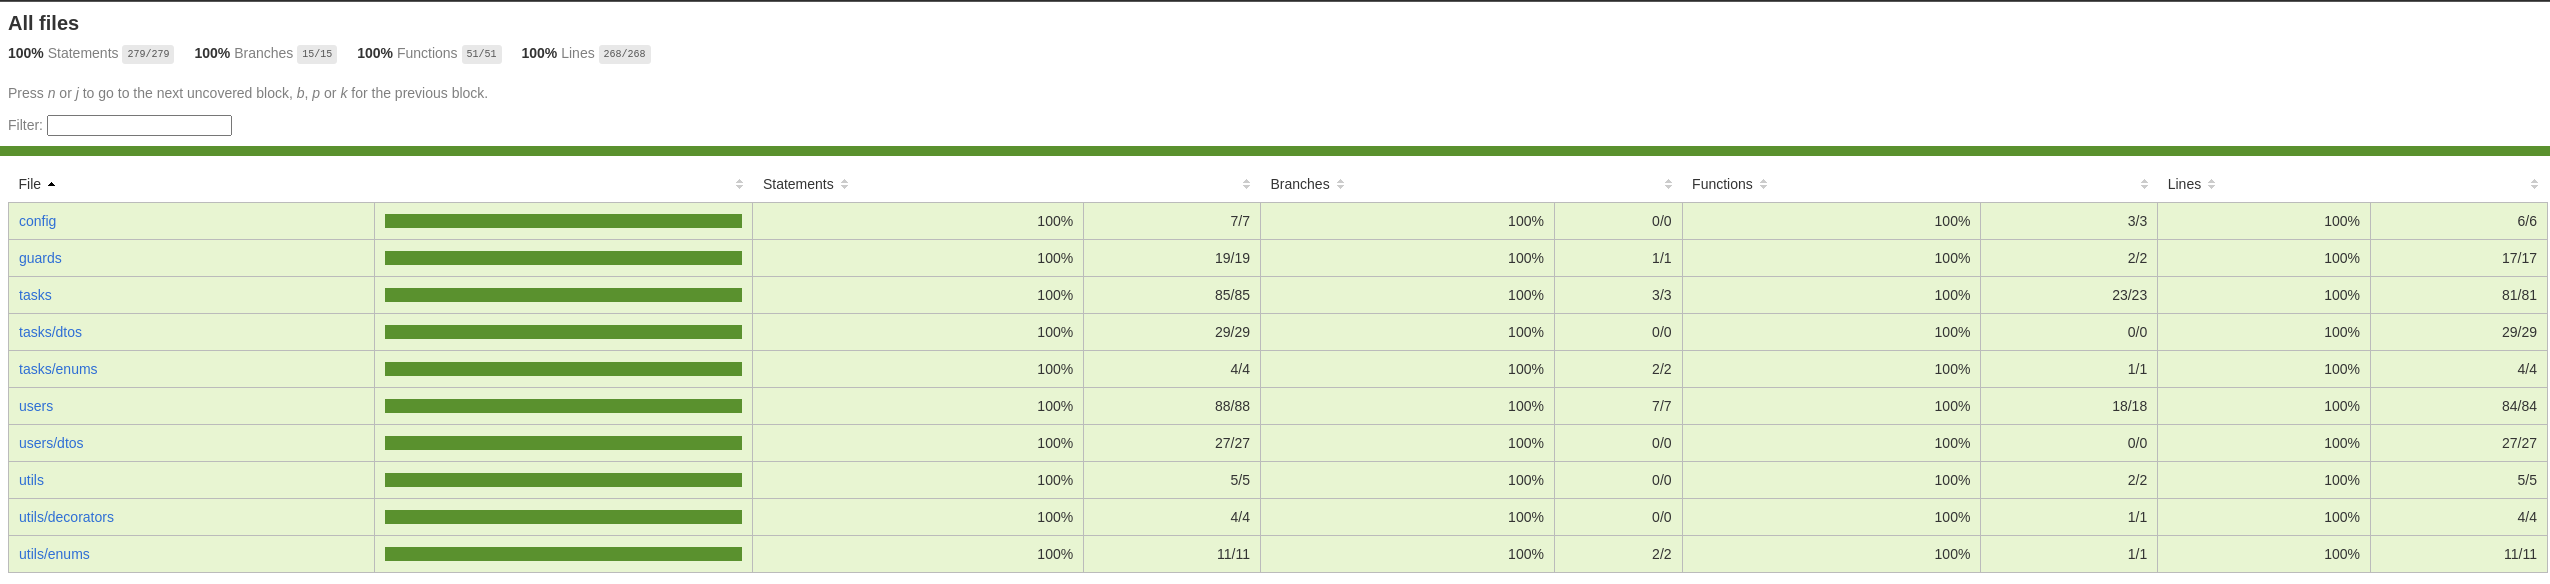 All files
100% Statements 279/279 100% Branches 15/15 100% Functions 51/51 100% Lines 268/268
Press n or j to go to the next uncovered block, b, p or k for the previous block.
Filter:
File Statements Branches Functions Lines
config 100% 7/7 100% 0/0 100% 3/3 100% 6/6
guards 100% 19/19 100% 1/1 100% 2/2 100% 17/17
tasks 100% 85/85 100% 3/3 100% 23/23 100% 81/81
tasks/dtos 100% 29/29 100% 0/0 100% 0/0 100% 29/29
tasks/enums 100% 4/4 100% 2/2 100% 1/1 100% 4/4
users 100% 88/88 100% 7/7 100% 18/18 100% 84/84
users/dtos 100% 27/27 100% 0/0 100% 0/0 100% 27/27
utils 100% 5/5 100% 0/0 100% 2/2 100% 5/5
utils/decorators 100% 4/4 100% 0/0 100% 1/1 100% 4/4
utils/enums 100% 11/11 100% 2/2 100% 1/1 100% 11/11